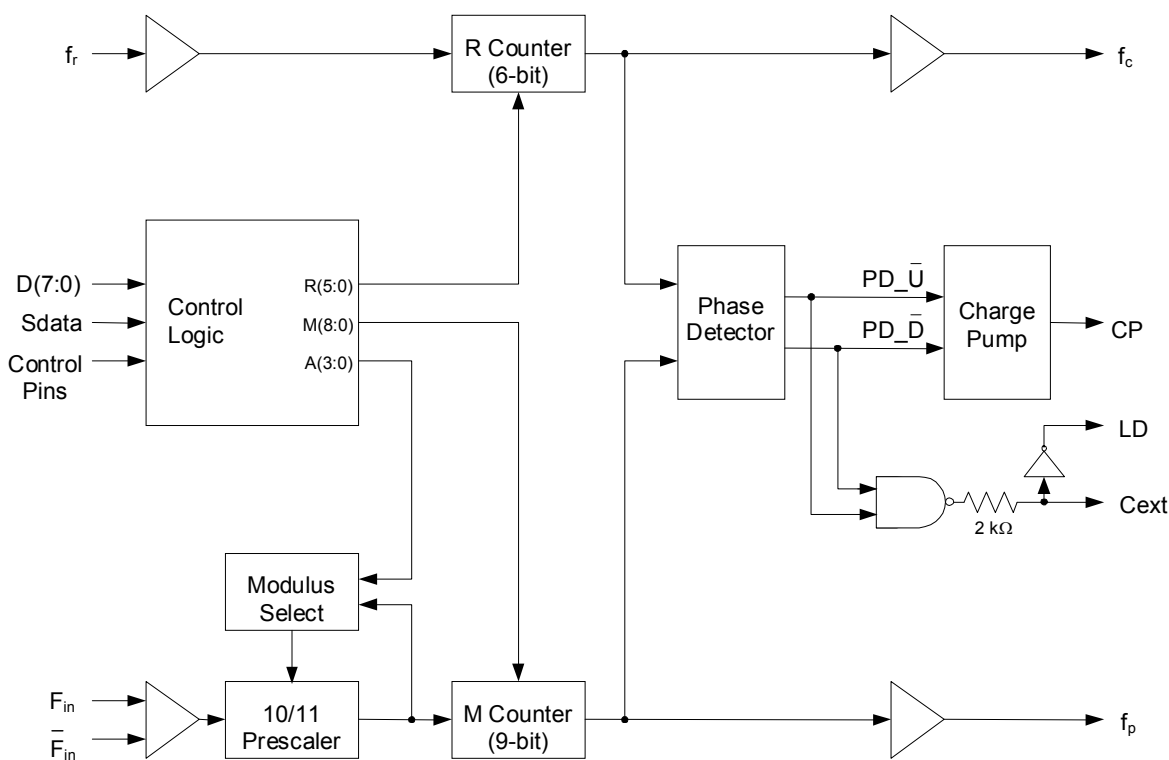 fr
R Counter
(6-bit)
fc
D(7:0)
Sdata
Control
Pins
Control
Logic
R(5:0)
M(8:0)
A(3:0)
Phase
Detector
PD_U̅
PD_D̅
Charge
Pump
CP
LD
Cext
2 kΩ
Modulus
Select
Fin
F̅in
10/11
Prescaler
M Counter
(9-bit)
fp